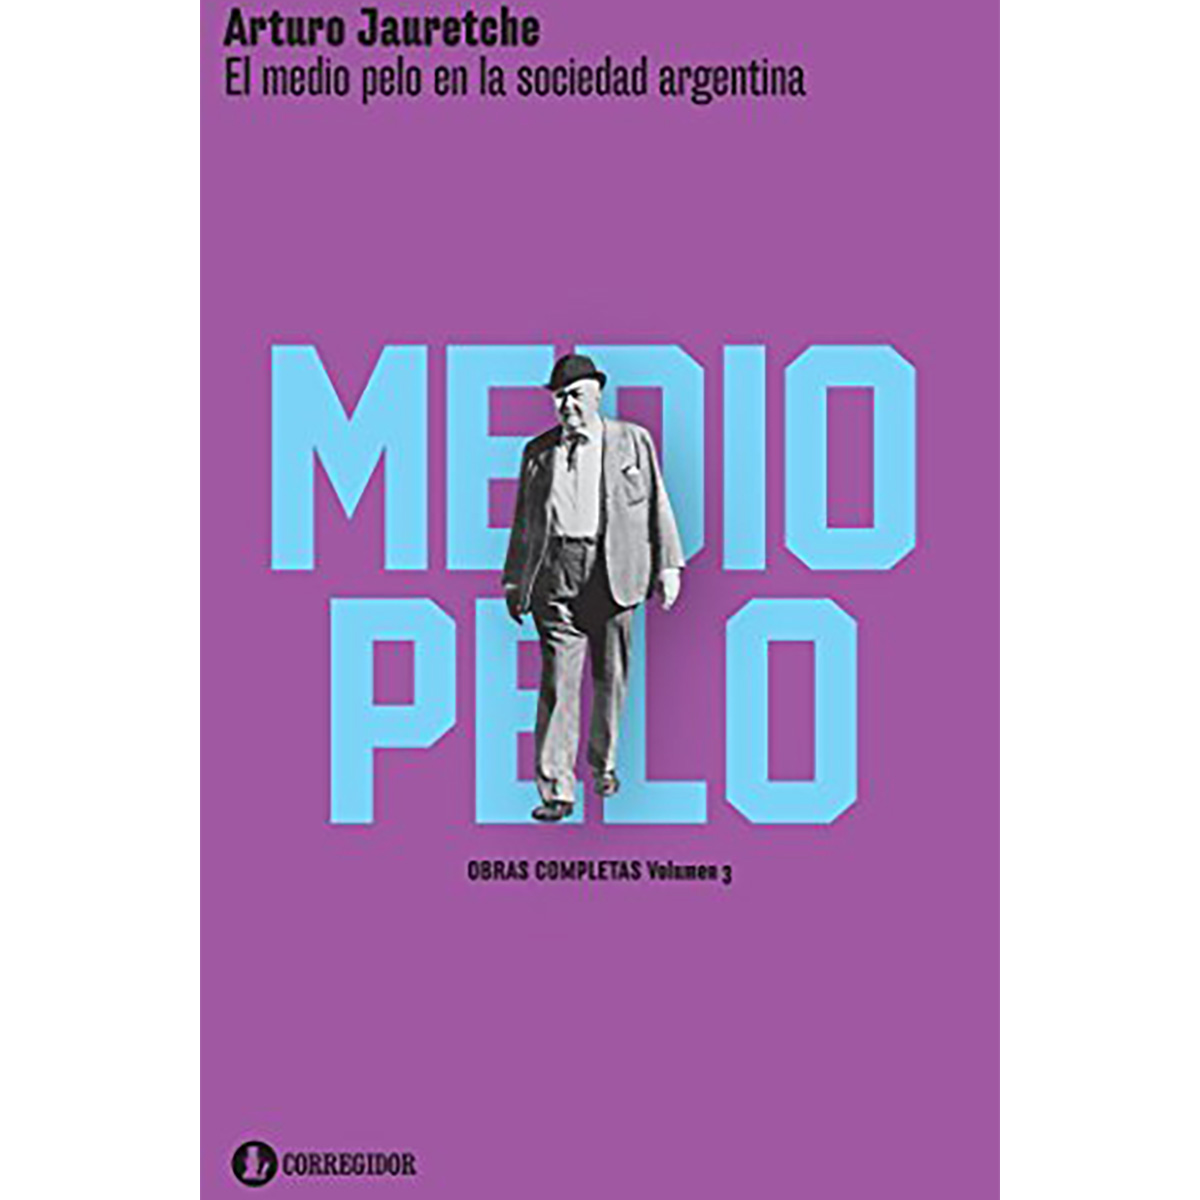 Arturo Jauretche
El medio pelo en la sociedad argentina
MEDIO
PELO
OBRAS COMPLETAS Volumen 3
CORREGIDOR